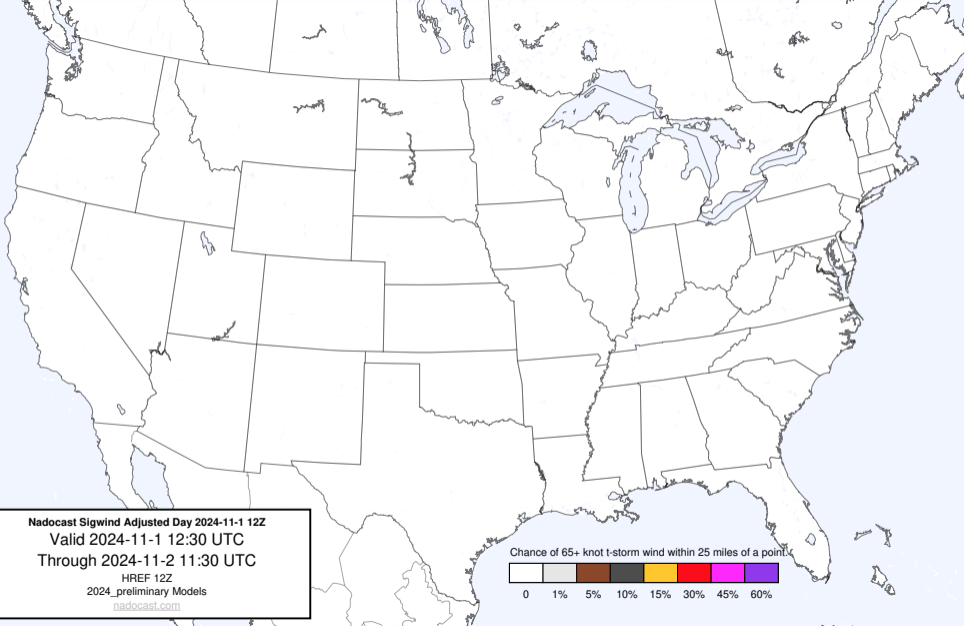 Nadocast Sigwind Adjusted Day 2024-11-1 12Z
Valid 2024-11-1 12:30 UTC
Through 2024-11-2 11:30 UTC
HREF 12Z
2024_preliminary Models
nadocast.com
Chance of 65+ knot t-storm wind within 25 miles of a point.
0 1% 5% 10% 15% 30% 45% 60%